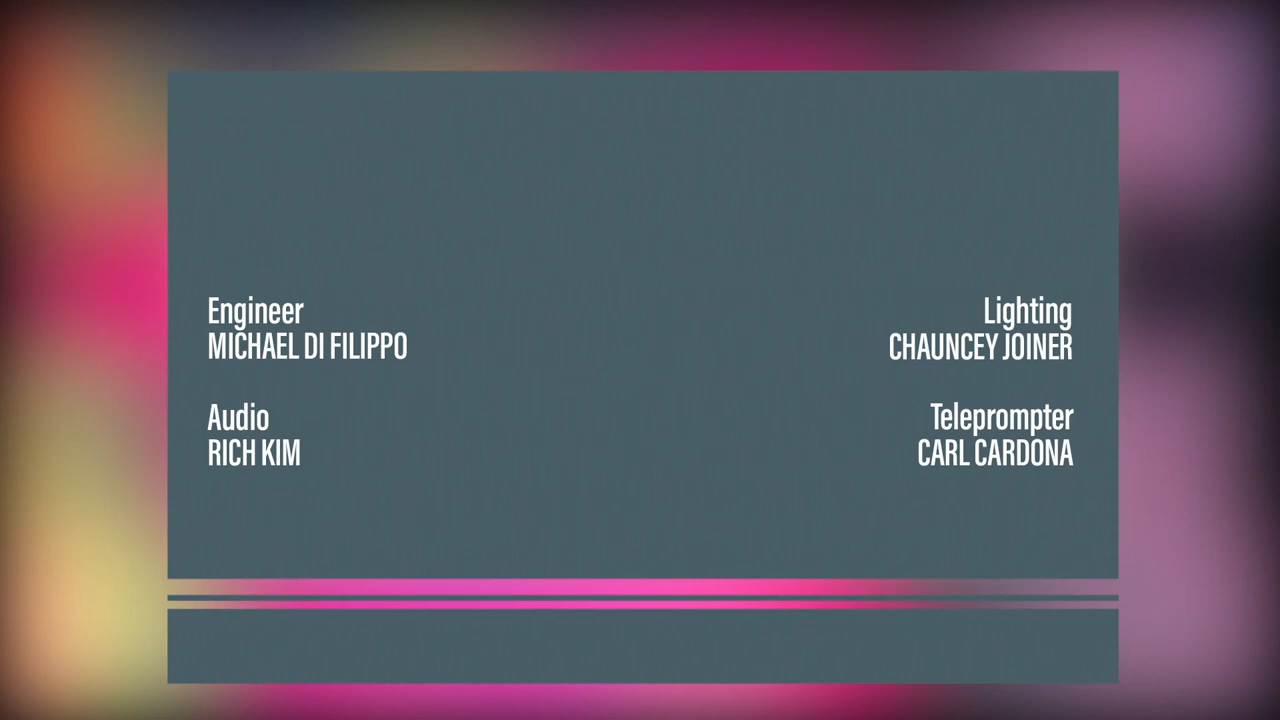 Engineer
MICHAEL DI FILIPPO
Audio
RICH KIM
Lighting
CHAUNCEY JOINER
Teleprompter
CARL CARDONA